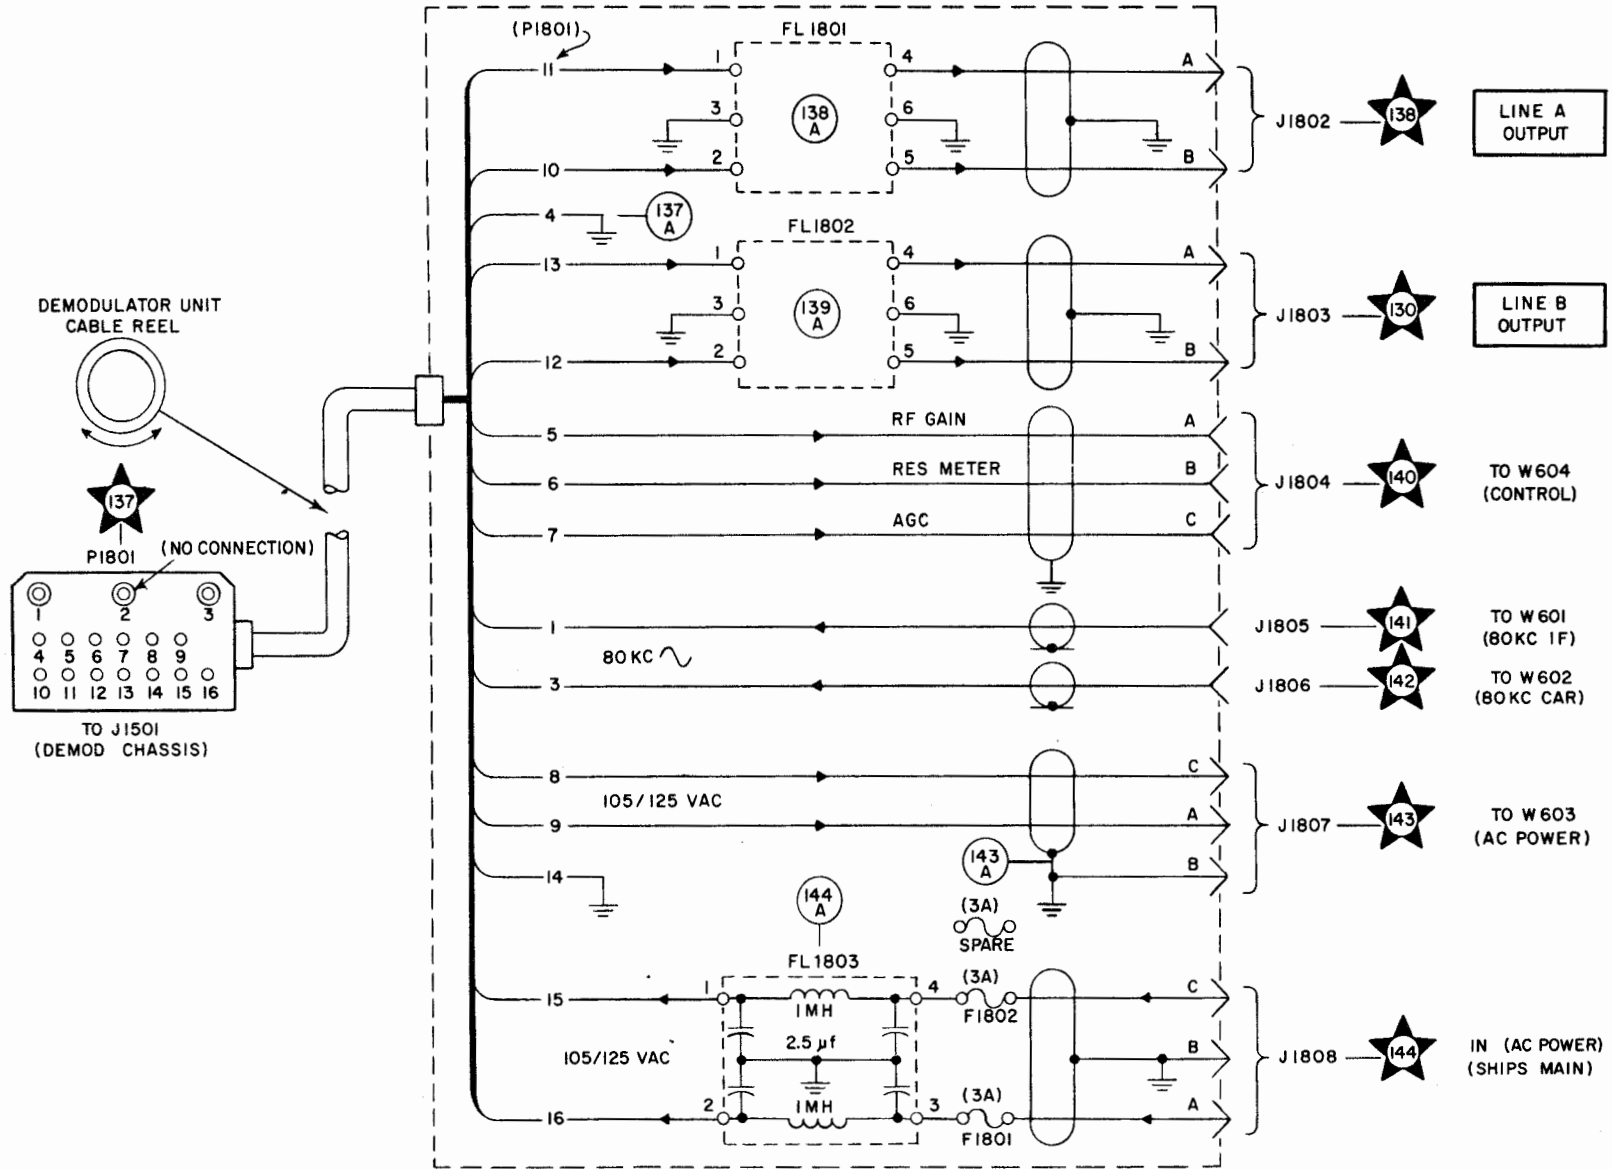 (P1801)
FL1801
11
1
4
A
3
138
A
6
J1802
138
LINE A
OUTPUT
10
2
5
B
4
137
A
FL1802
13
1
4
A
3
139
A
6
J1803
130
LINE B
OUTPUT
12
2
5
B
DEMODULATOR UNIT
CABLE REEL
5
RF GAIN
A
6
RES METER
B
J1804
140
TO W604
(CONTROL)
7
AGC
C
137
P1801
(NO CONNECTION)
1 2 3
4 5 6 7 8 9
10 11 12 13 14 15 16
TO J1501
(DEMOD CHASSIS)
1
J1805
141
TO W601
(80KC IF)
80KC
3
J1806
142
TO W602
(80KC CAR)
8
C
105/125 VAC
9
A
J1807
143
TO W603
(AC POWER)
143
A
14
B
144
A
(3A)
SPARE
FL1803
15
1
1MH
4
(3A)
F1802
C
105/125 VAC
2.5 µf
B
J1808
144
IN (AC POWER)
(SHIPS MAIN)
16
2
1MH
3
(3A)
F1801
A